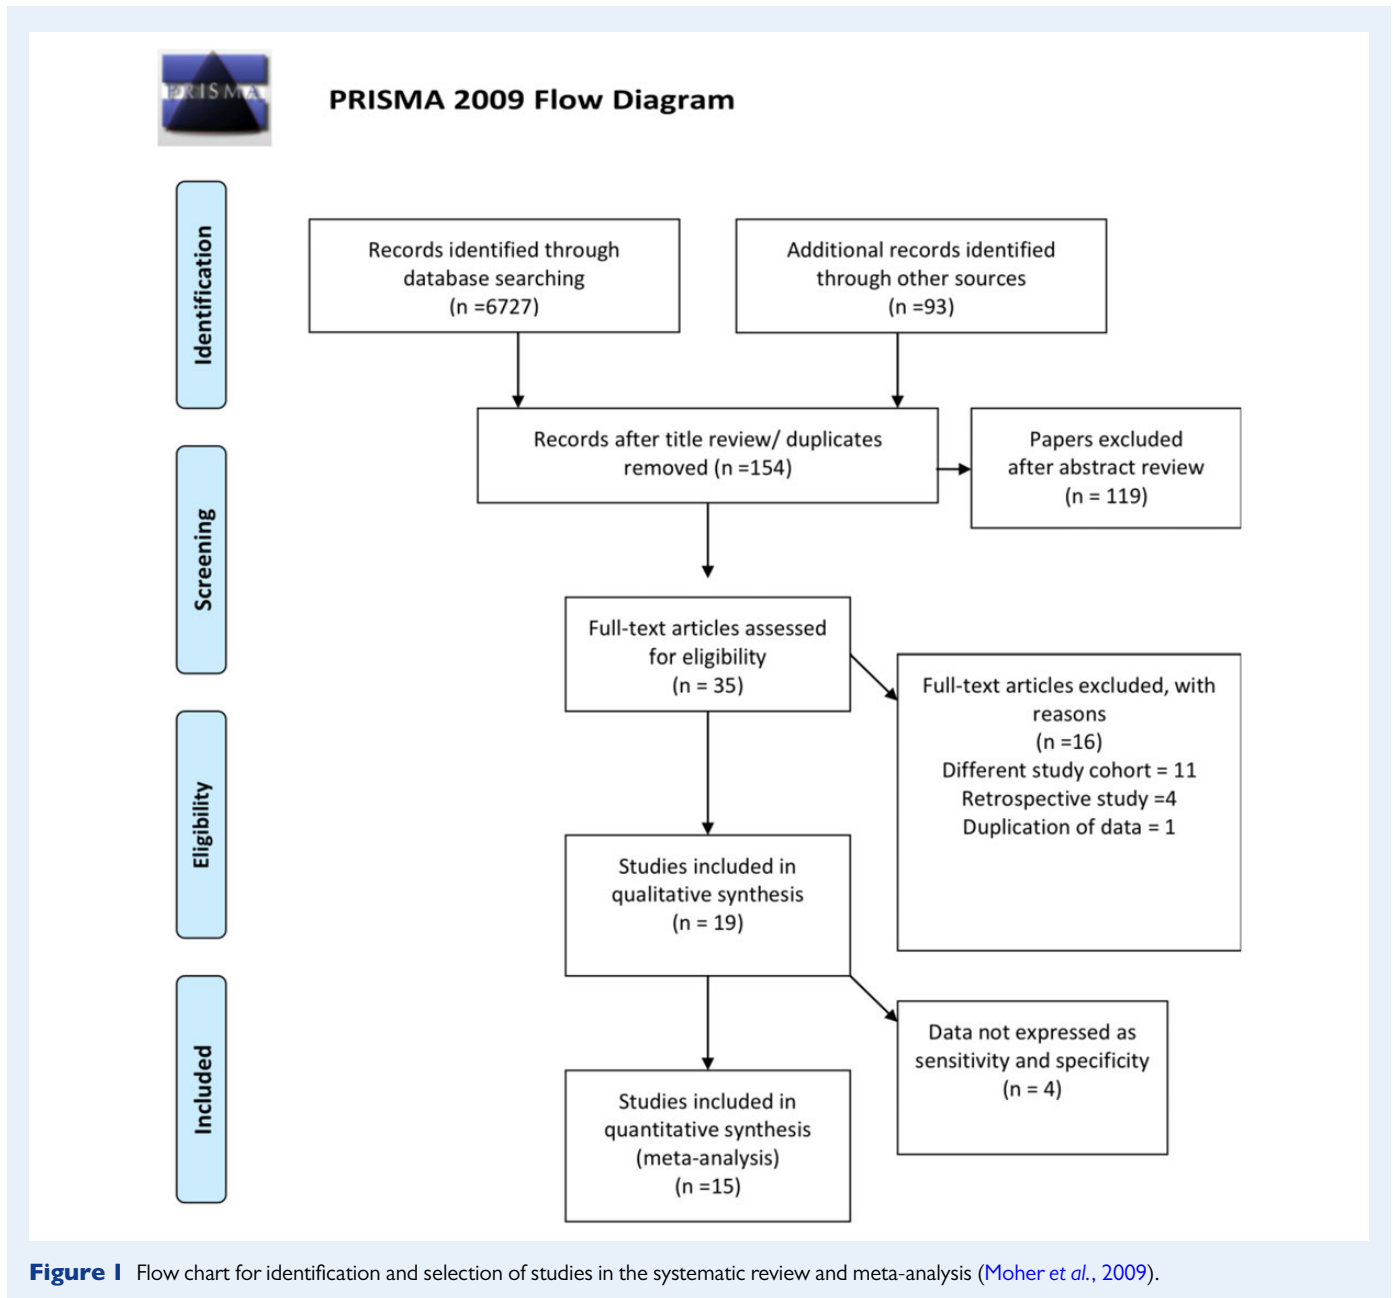 PRISMA
PRISMA 2009 Flow Diagram
Identification
Records identified through
database searching
(n =6727)
Additional records identified
through other sources
(n =93)
Records after title review/ duplicates
removed (n =154)
Papers excluded
after abstract review
(n = 119)
Screening
Full-text articles assessed
for eligibility
(n = 35)
Full-text articles excluded, with
reasons
(n =16)
Different study cohort = 11
Retrospective study =4
Duplication of data = 1
Eligibility
Studies included in
qualitative synthesis
(n = 19)
Data not expressed as
sensitivity and specificity
(n = 4)
Included
Studies included in
quantitative synthesis
(meta-analysis)
(n =15)
Figure 1 Flow chart for identification and selection of studies in the systematic review and meta-analysis (Moher et al., 2009).